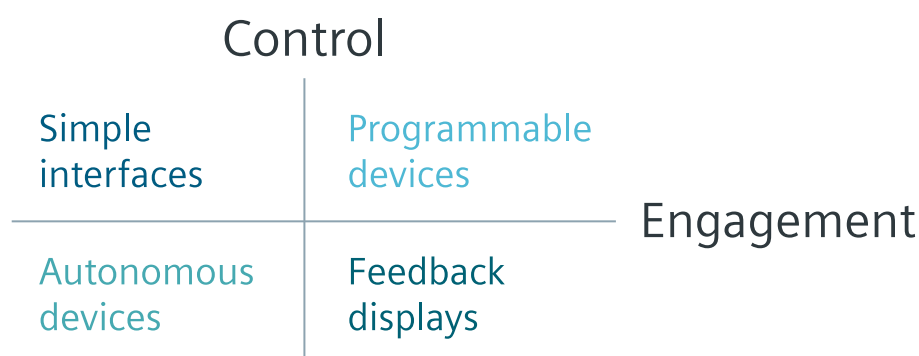 Control
Simple
interfaces
Programmable
devices
Engagement
Autonomous
devices
Feedback
displays